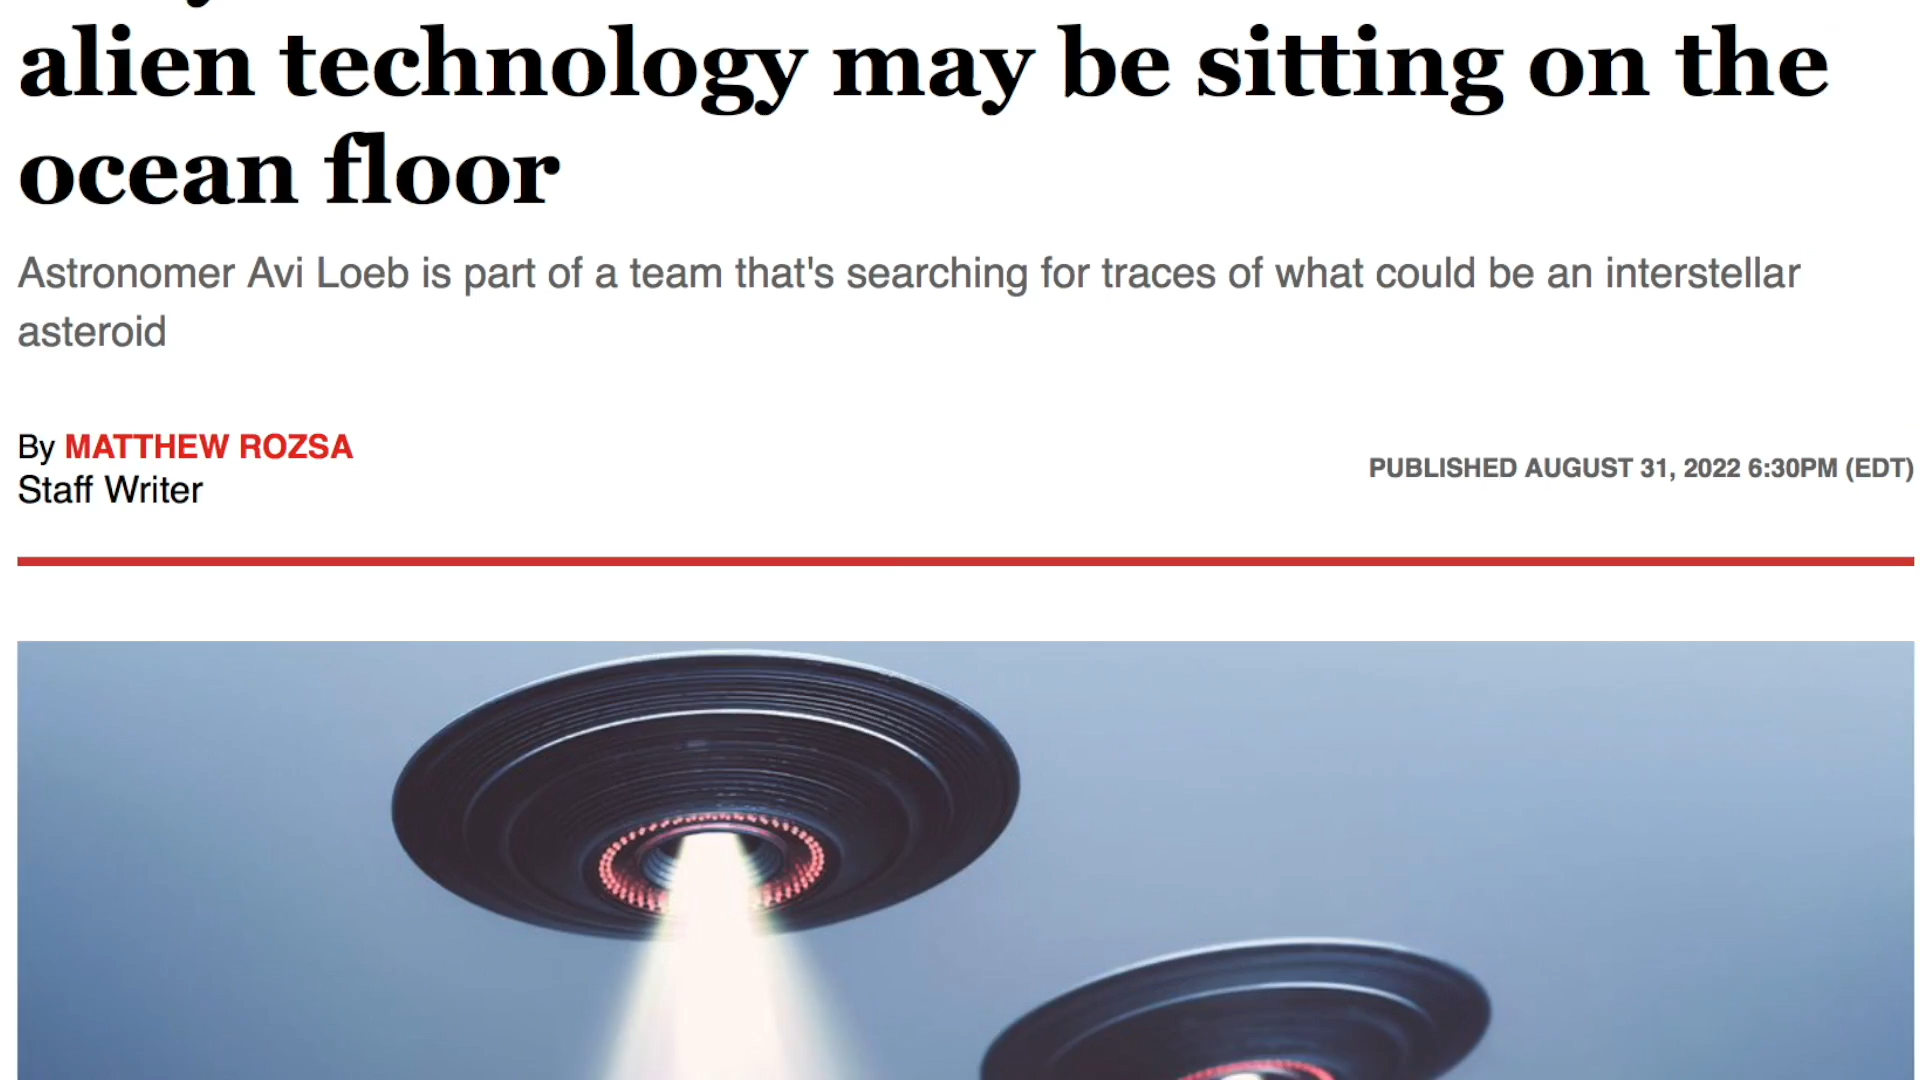 alien technology may be sitting on the
ocean floor
Astronomer Avi Loeb is part of a team that's searching for traces of what could be an interstellar
asteroid
By MATTHEW ROZSA
Staff Writer
PUBLISHED AUGUST 31, 2022 6:30PM (EDT)